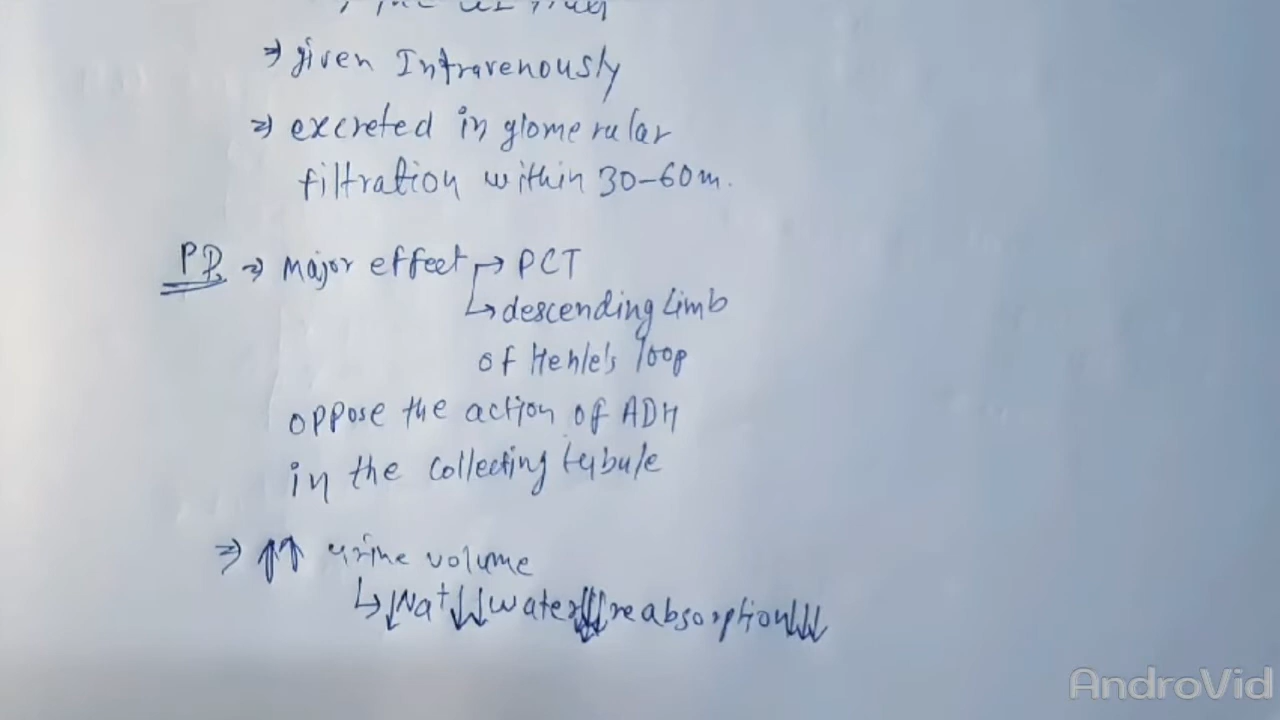 ⇒ given Intravenously
⇒ excreted in glomerular
filtration within 30-60m.
PD ⇒ Major effect → PCT
↳ descending limb
of Henle's loop
oppose the action of ADH
in the collecting tubule
⇒ ↑↑ urine volume
↳ ↓Na+↓↓ water↓↓↓ reabsorption↓↓↓
AndroVid